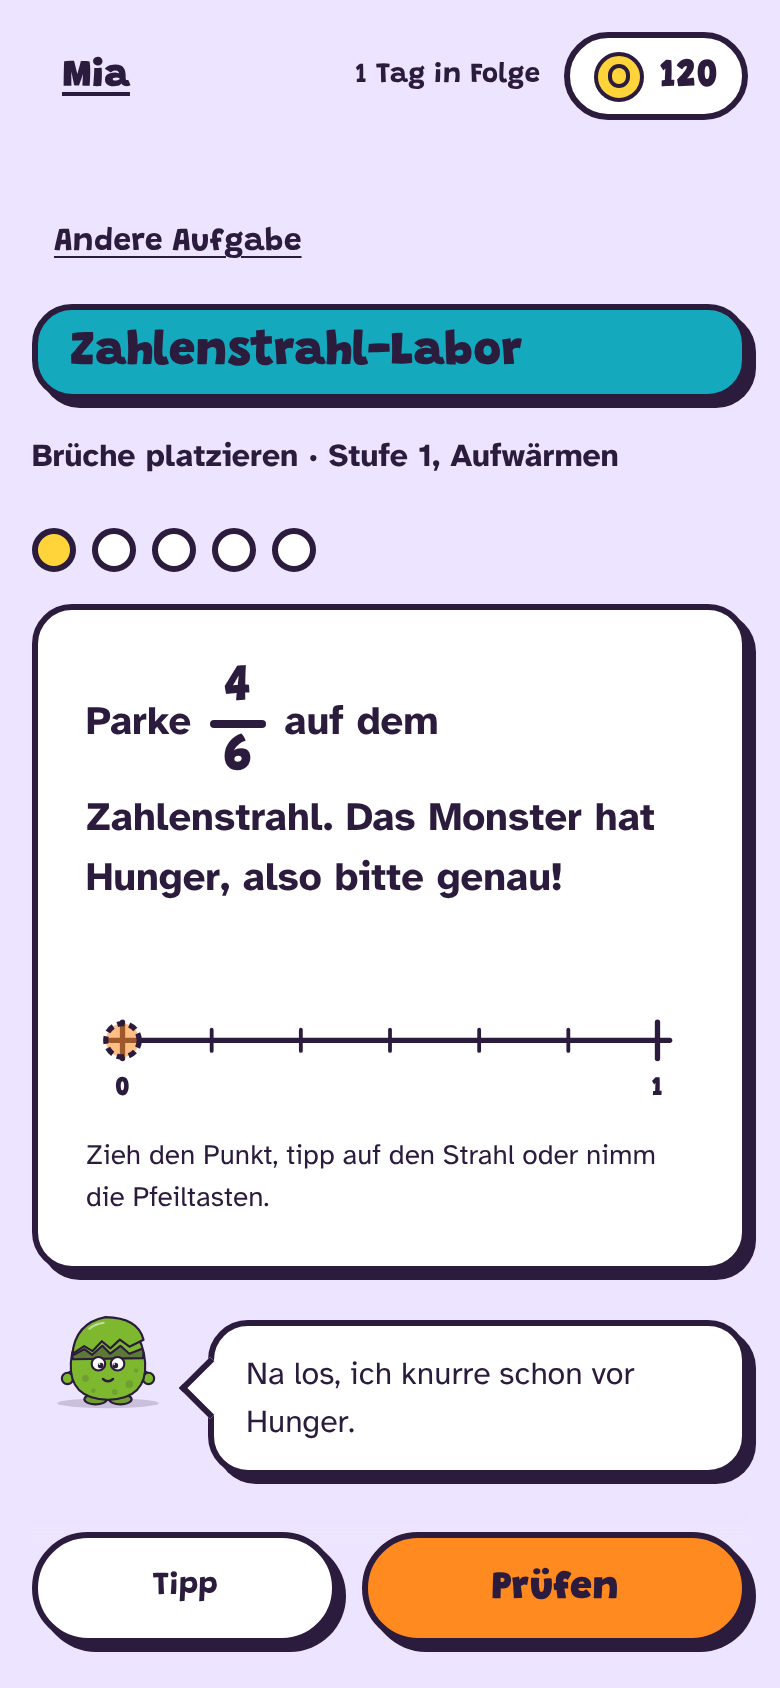 Mia
1 Tag in Folge
120
Andere Aufgabe
Zahlenstrahl-Labor
Brüche platzieren · Stufe 1, Aufwärmen
Parke 4/6 auf dem
Zahlenstrahl. Das Monster hat
Hunger, also bitte genau!
0 1
Zieh den Punkt, tipp auf den Strahl oder nimm
die Pfeiltasten.
Na los, ich knurre schon vor
Hunger.
Tipp
Prüfen